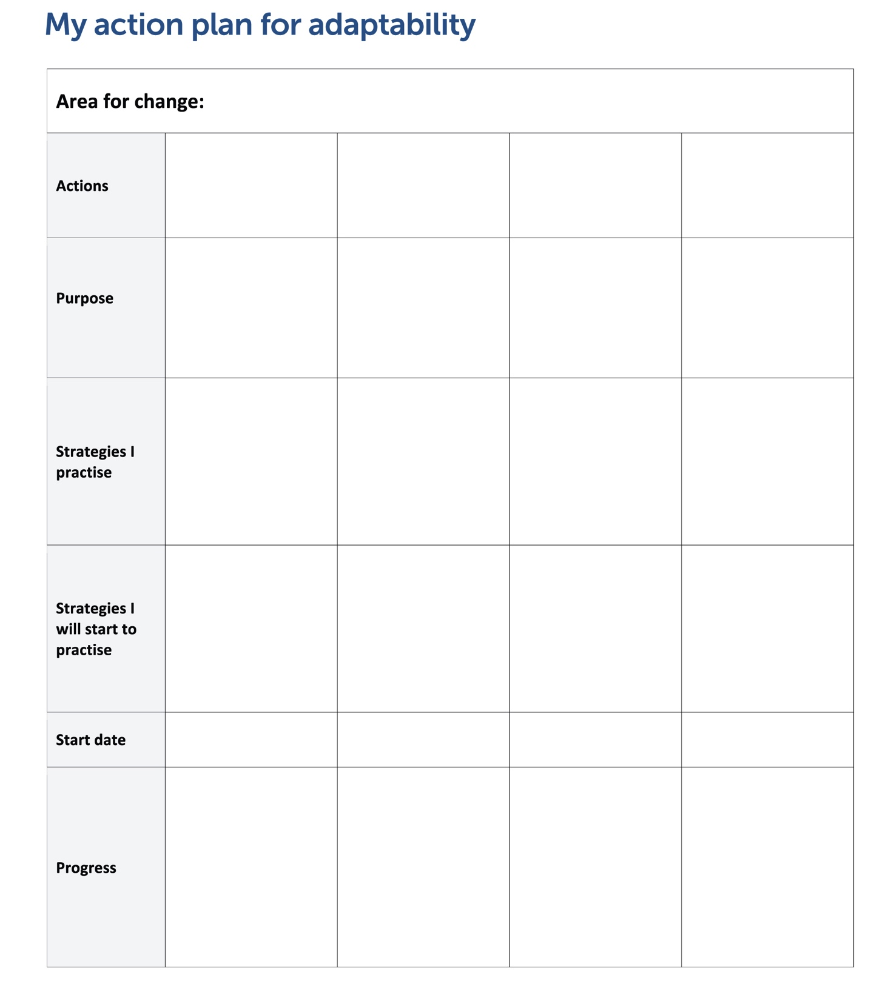 My action plan for adaptability
Area for change:
Actions
Purpose
Strategies I
practise
Strategies I
will start to
practise
Start date
Progress